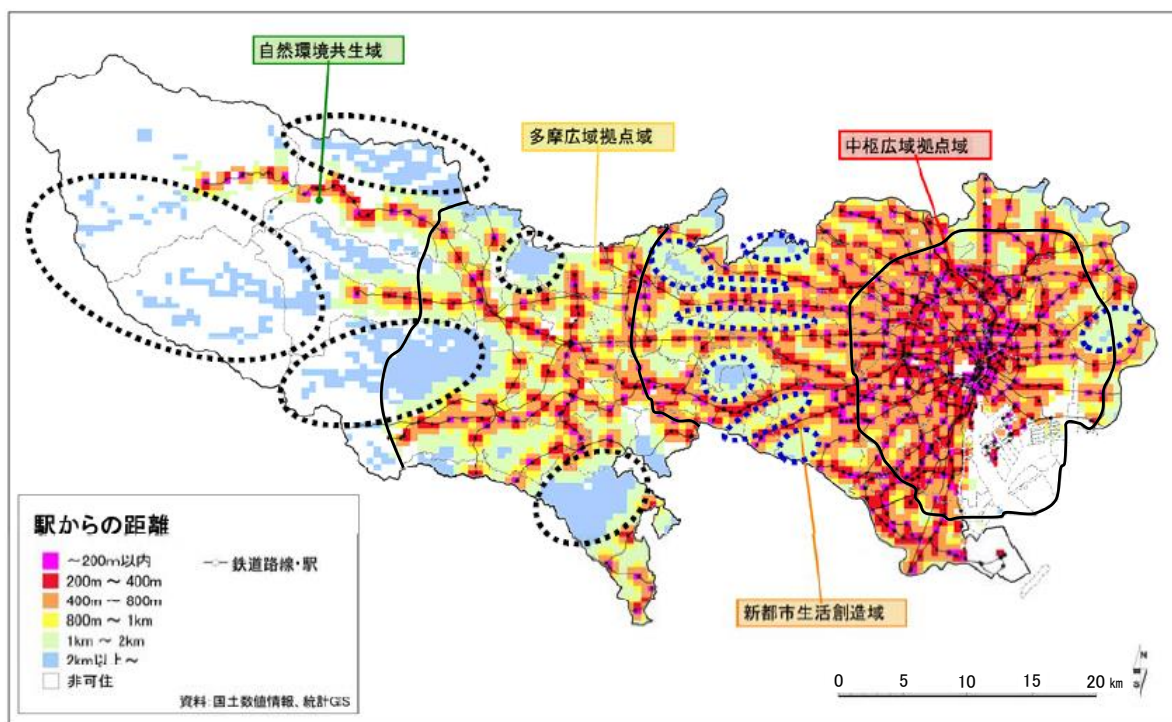 自然環境共生域
多摩広域拠点域
中枢広域拠点域
新都市生活創造域
駅からの距離
～200m以内
200m ～ 400m
400m ～ 800m
800m ～ 1km
1km ～ 2km
2km以上～
非可住
鉄道路線・駅
資料: 国土数値情報、統計GIS
N
S
0 5 10 15 20 km